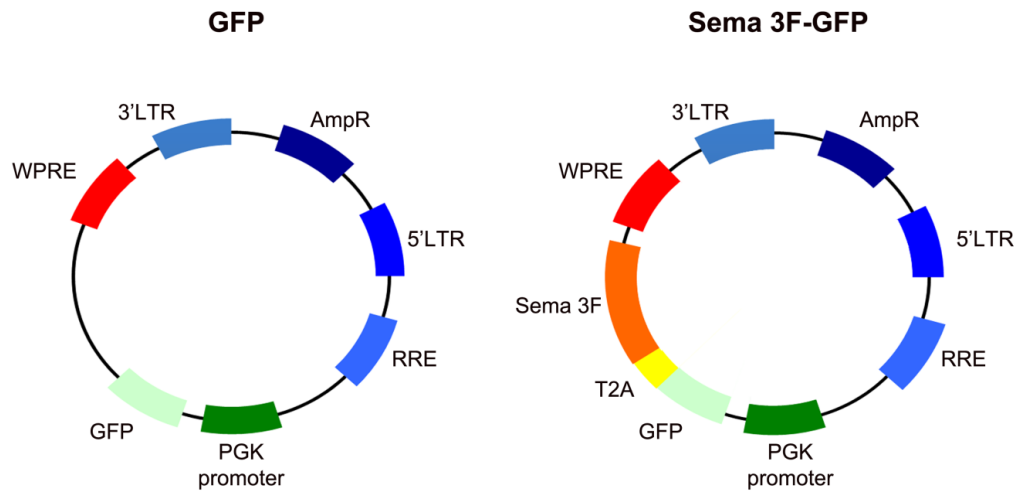 GFP
3’LTR
AmpR
WPRE
5’LTR
RRE
GFP
PGK
promoter
Sema 3F-GFP
3’LTR
AmpR
WPRE
5’LTR
Sema 3F
RRE
T2A
GFP
PGK
promoter